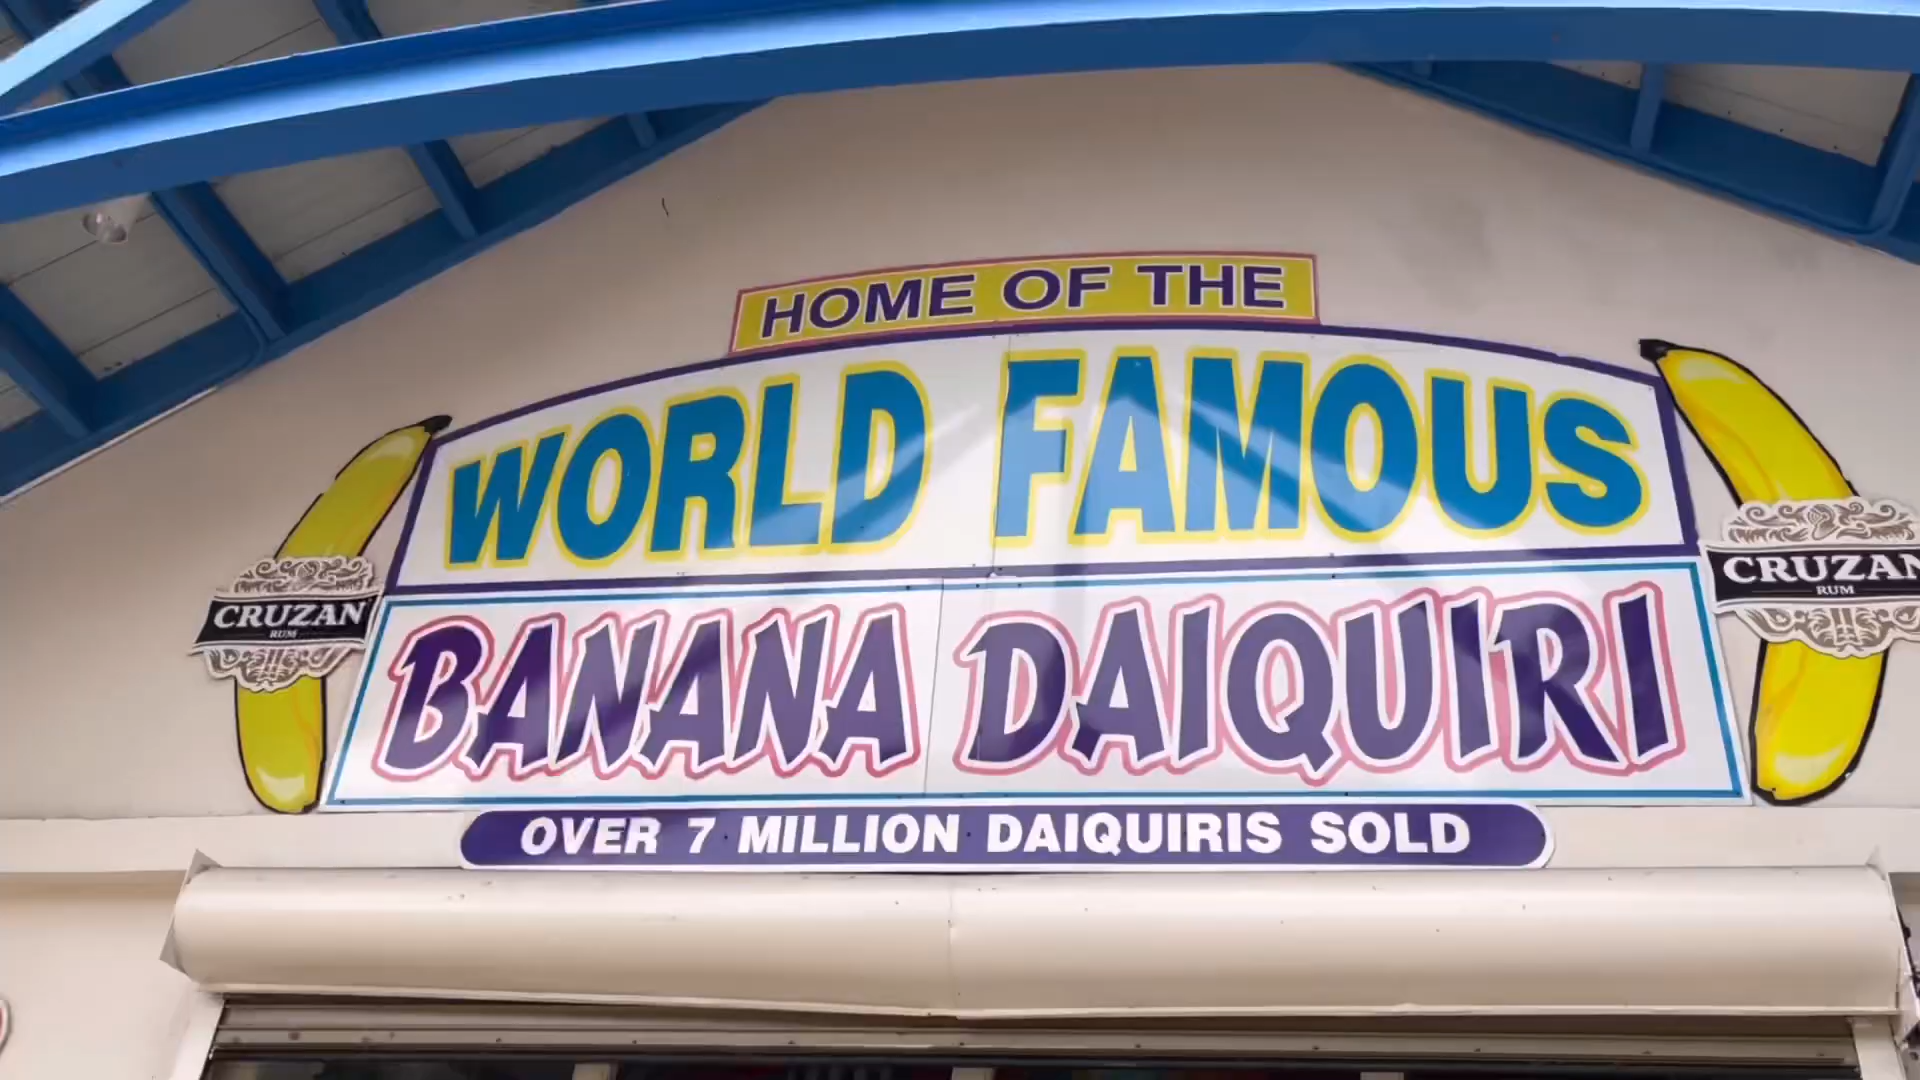 HOME OF THE
WORLD FAMOUS
BANANA DAIQUIRI
OVER 7 MILLION DAIQUIRIS SOLD
CRUZAN
RUM
CRUZAN
RUM